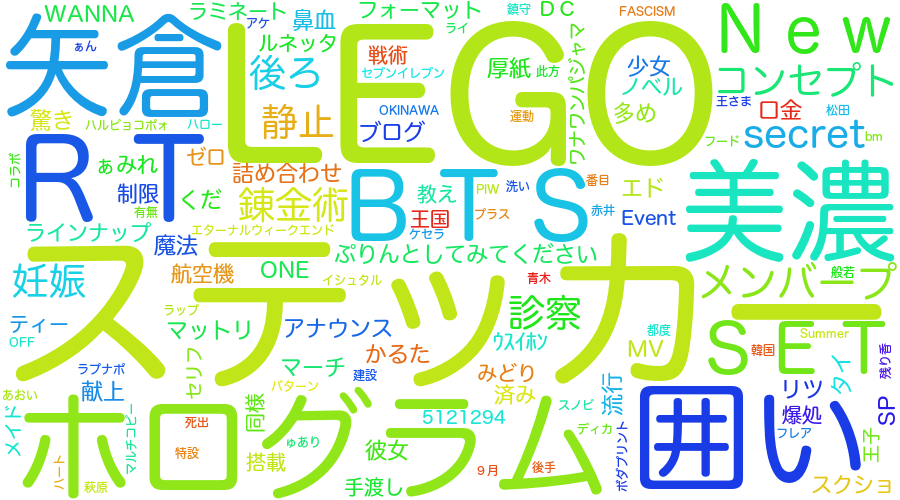 WANNA
ラミネート
フォーマット
DC
鎮守
FASCISM
New
ぁん
アケ
鼻血
ライ
矢倉
LEGO
ルネッタ
戦術
後ろ
セブンイレブン
厚紙
此方
少女
ノベル
ワナワンパジャマ
コンセプト
王さま
口金
松田
驚き
ハルピョコポォ
ハロー
静止
OKINAWA
ブログ
運動
多め
secret
bm
フード
コラボ
RT
ぁみれ
ゼロ
詰め合わせ
制限
有無
くだ
錬金術
BTS
教え
PIW
洗い
番目
エド
美濃
王国
プラス
ケセラ
赤井
Event
ラインナップ
エターナルウィークエンド
魔法
ぷりんとしてみてください
妊娠
航空機
ONE
イシュタル
青木
メンバープ
般若
ステッカー
ラップ
マットリ
アナウンス
ウスイホン
診察
都度
SET
Summer
ティー
OFF
ラプナポ
セリフ
マーチ
かるた
MV
韓国
残り香
献上
建設
みどり
タイ
あおい
パターン
済み
流行
リツ
爆処
SP
メイド
ホログラム
マルチコピー
死出
同様
5121294
スノビ
囲い
フレア
ディカ
ポダプリント
特設
ゅあり
彼女
王子
ハート
萩原
搭載
手渡し
9月
後手
スクショ